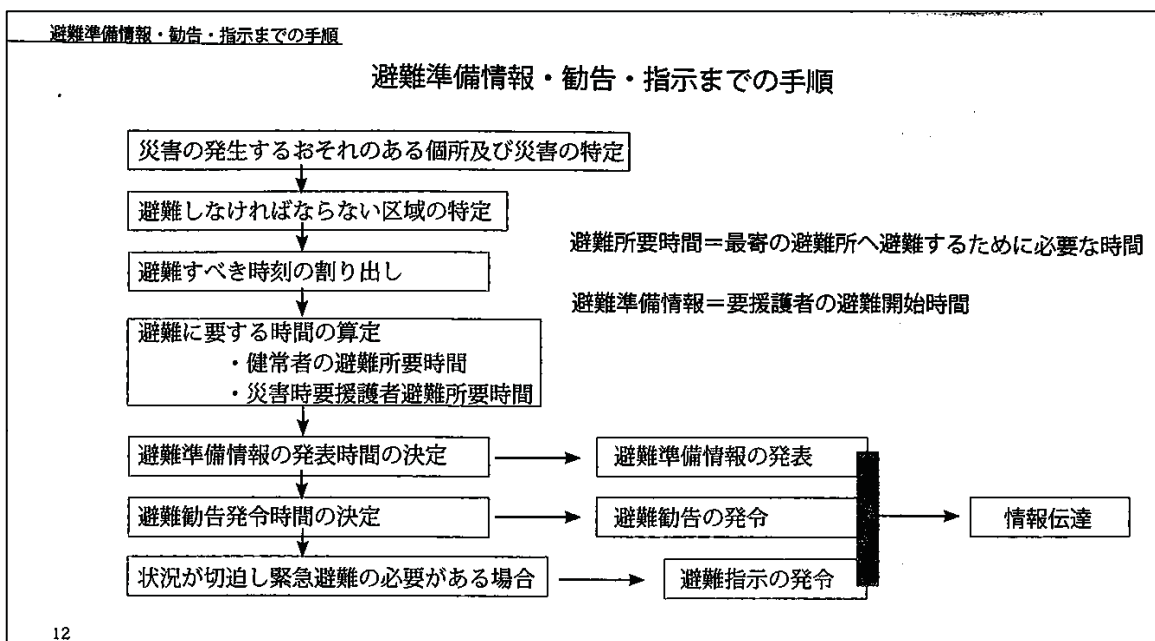 避難準備情報・勧告・指示までの手順
避難準備情報・勧告・指示までの手順
災害の発生するおそれのある個所及び災害の特定
避難しなければならない区域の特定
避難すべき時刻の割り出し
避難に要する時間の算定
・健常者の避難所要時間
・災害時要援護者避難所要時間
避難所要時間＝最寄の避難所へ避難するために必要な時間
避難準備情報＝要援護者の避難開始時間
避難準備情報の発表時間の決定
避難準備情報の発表
避難勧告発令時間の決定
避難勧告の発令
情報伝達
状況が切迫し緊急避難の必要がある場合
避難指示の発令
12